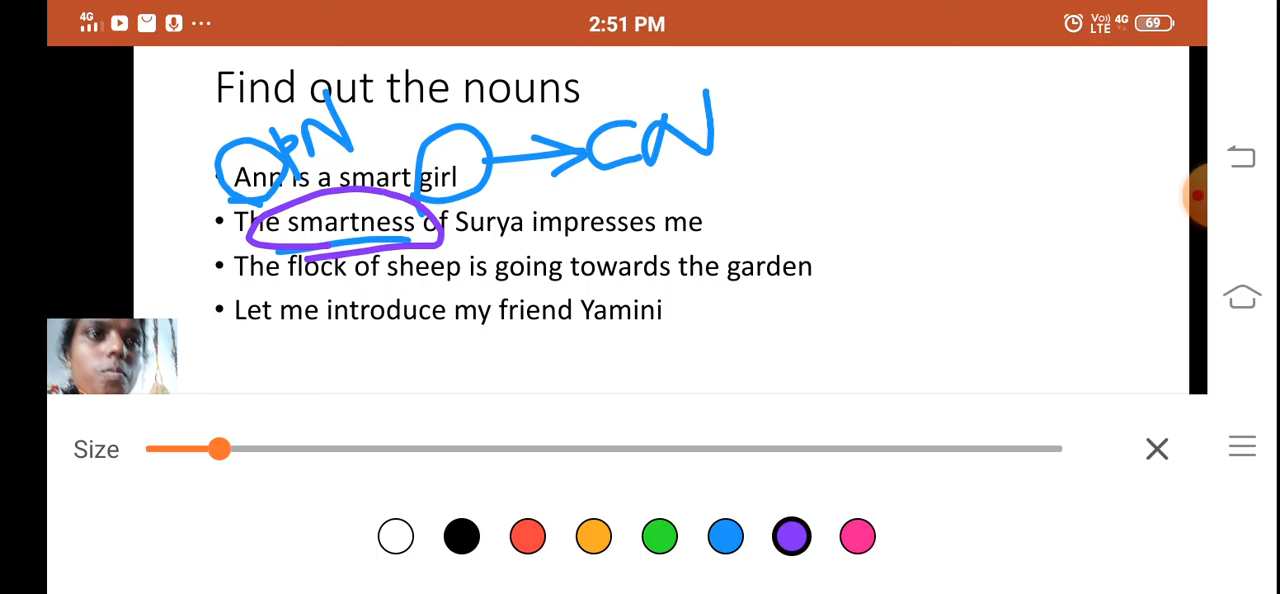 4G 2:51 PM Vo) LTE 4G 69
Find out the nouns
PN CN
• Ann is a smart girl
• The smartness of Surya impresses me
• The flock of sheep is going towards the garden
• Let me introduce my friend Yamini
Size